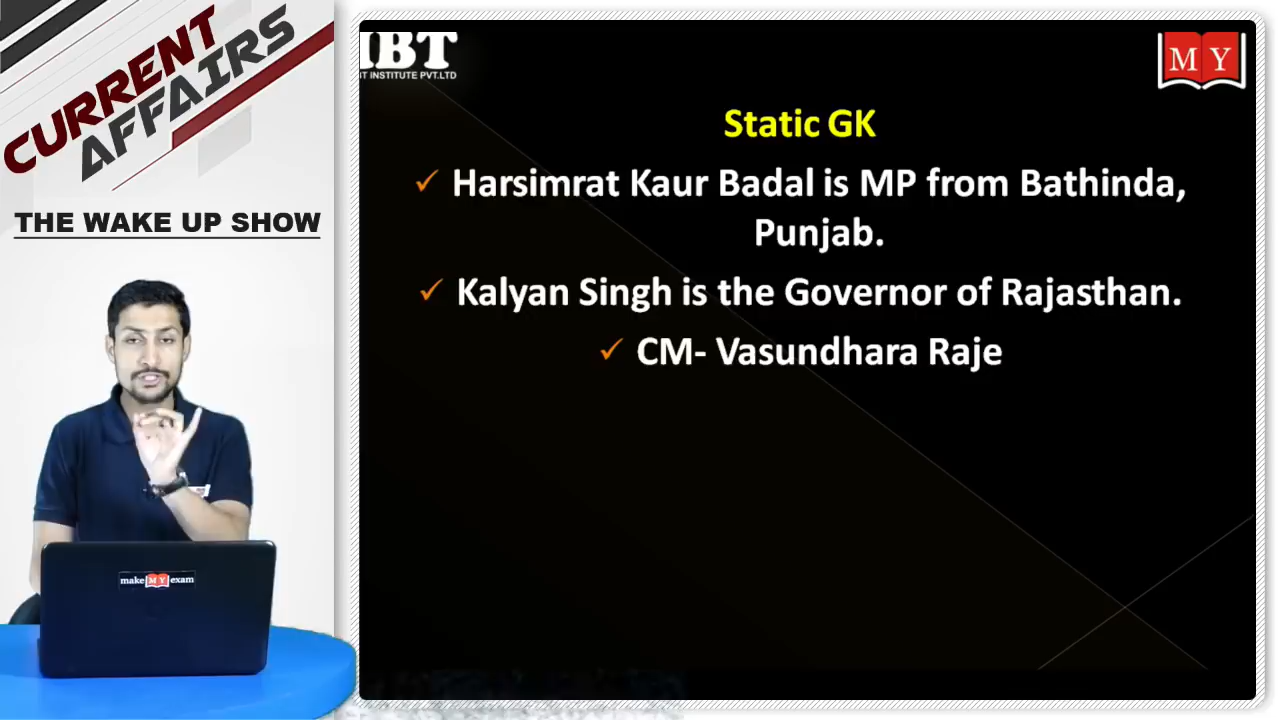 CURRENT
AFFAIRS
THE WAKE UP SHOW
make MY exam
IBT
INSTITUTE PVT.LTD
M Y
Static GK
✓ Harsimrat Kaur Badal is MP from Bathinda,
Punjab.
✓ Kalyan Singh is the Governor of Rajasthan.
✓ CM- Vasundhara Raje